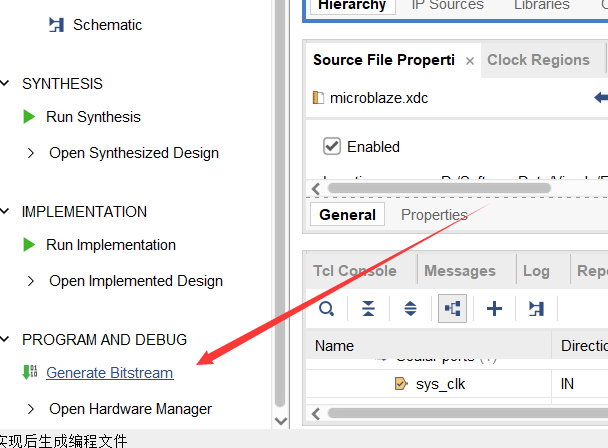 Schematic
SYNTHESIS
Run Synthesis
Open Synthesized Design
IMPLEMENTATION
Run Implementation
Open Implemented Design
PROGRAM AND DEBUG
Generate Bitstream
Open Hardware Manager
实现后生成编程文件
Hierarchy IP Sources Libraries
Source File Properti × Clock Regions
microblaze.xdc
Enabled
General Properties
Tcl Console Messages Log Repo
Name Directio
sys_clk IN